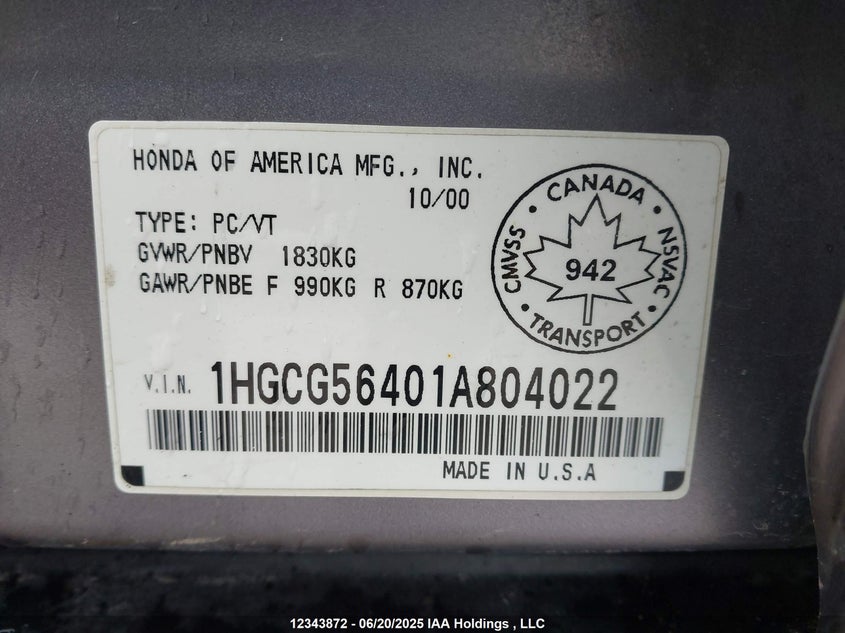 HONDA OF AMERICA MFG., INC.
10/00
TYPE: PC/VT
GVWR/PNBV 1830KG
GAWR/PNBE F 990KG R 870KG
CANADA
CMVSS
942
NSVAC
TRANSPORT
V.I.N. 1HGCG56401A804022
MADE IN U.S.A
12343872 - 06/20/2025 IAA Holdings , LLC